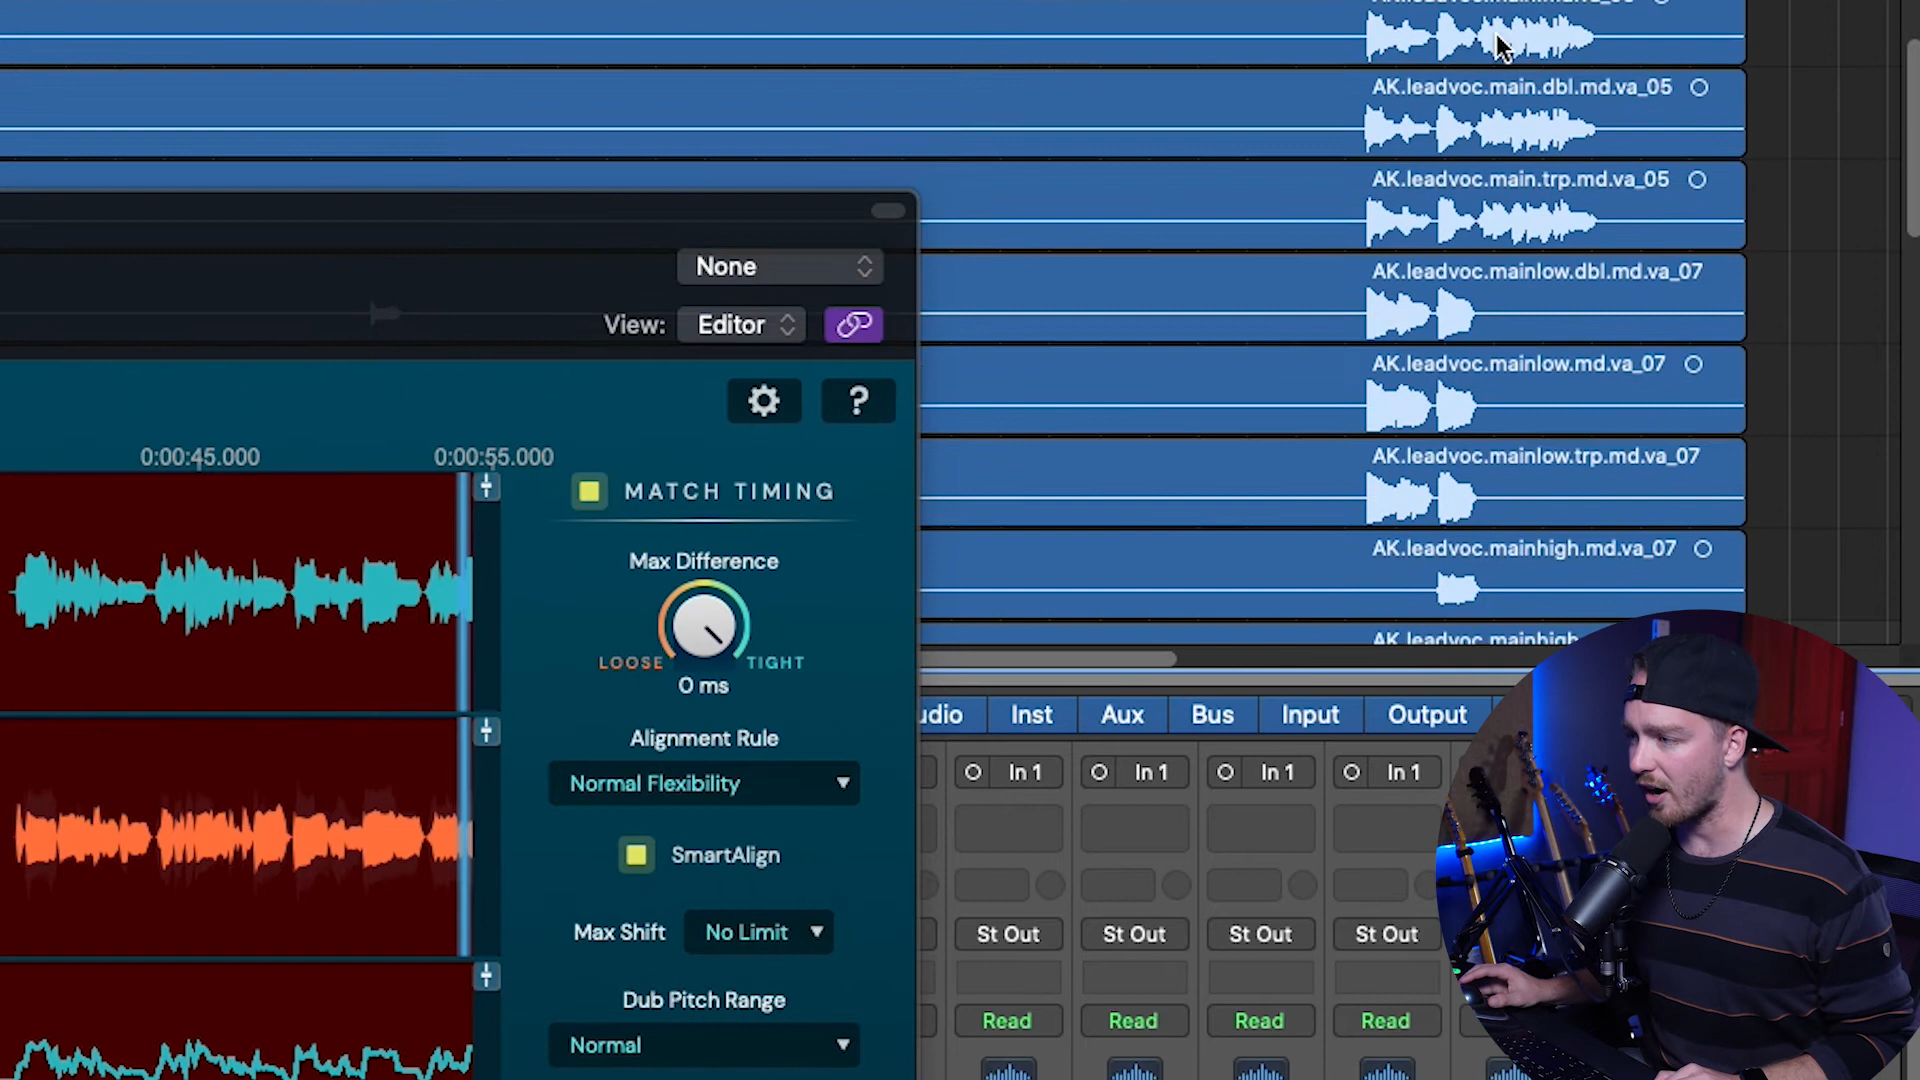 AK.leadvoc.main.dbl.md.va_05
AK.leadvoc.main.trp.md.va_05
None
AK.leadvoc.mainlow.dbl.md.va_07
View: Editor
AK.leadvoc.mainlow.md.va_07
?
0:00:45.000 0:00:55.000
AK.leadvoc.mainlow.trp.md.va_07
MATCH TIMING
AK.leadvoc.mainhigh.md.va_07
Max Difference
AK.leadvoc.mainhigh
LOOSE TIGHT
0 ms
Inst Aux Bus Input Output
Alignment Rule
Normal Flexibility
In 1 In 1 In 1 In 1
SmartAlign
Max Shift No Limit
St Out St Out St Out St Out
Dub Pitch Range
Read Read Read Read
Normal